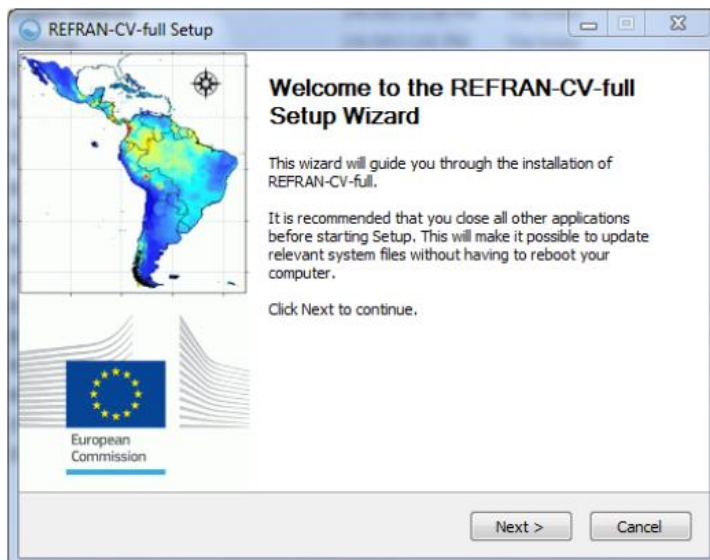 REFRAN-CV-full Setup
Welcome to the REFRAN-CV-full
Setup Wizard
This wizard will guide you through the installation of
REFRAN-CV-full.
It is recommended that you close all other applications
before starting Setup. This will make it possible to update
relevant system files without having to reboot your
computer.
Click Next to continue.
European
Commission
Next >
Cancel